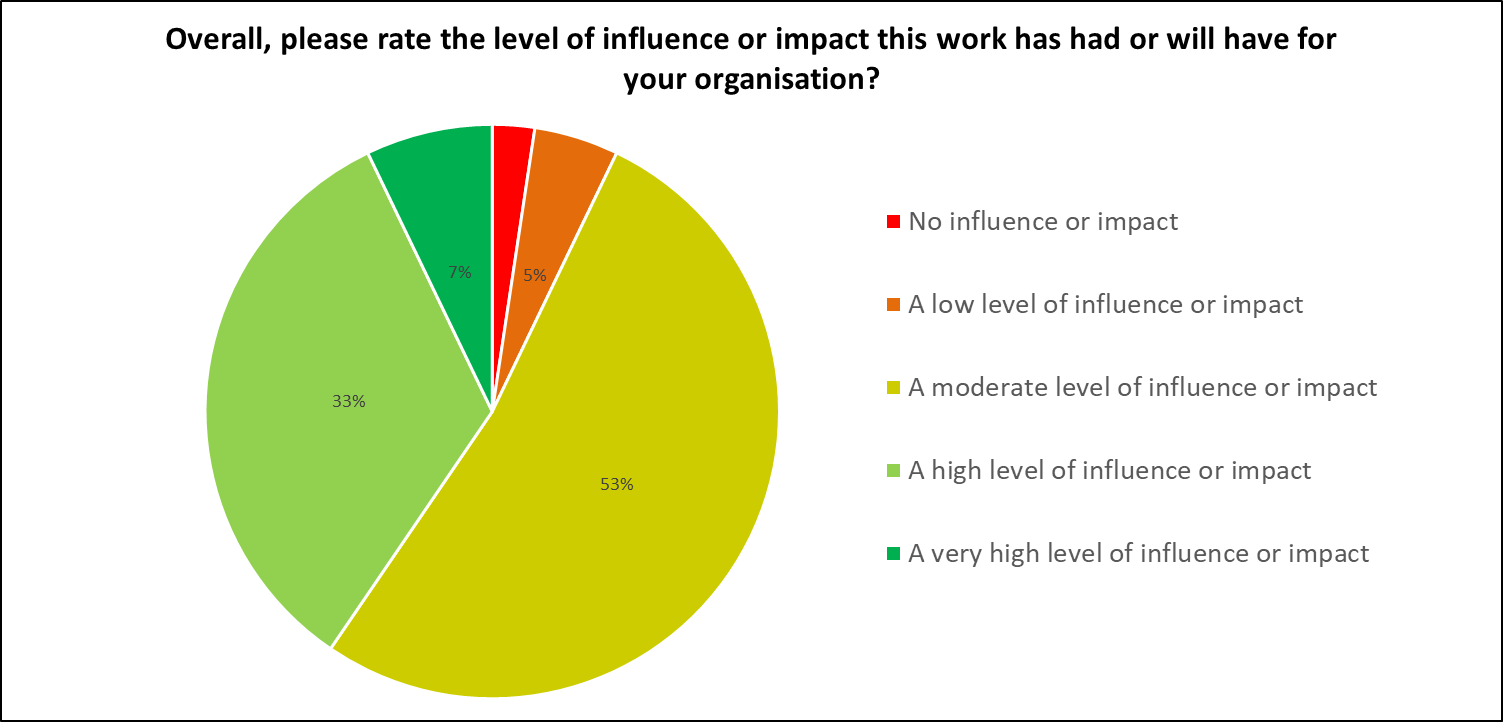 Overall, please rate the level of influence or impact this work has had or will have for
your organisation?
7%
5%
33%
53%
No influence or impact
A low level of influence or impact
A moderate level of influence or impact
A high level of influence or impact
A very high level of influence or impact